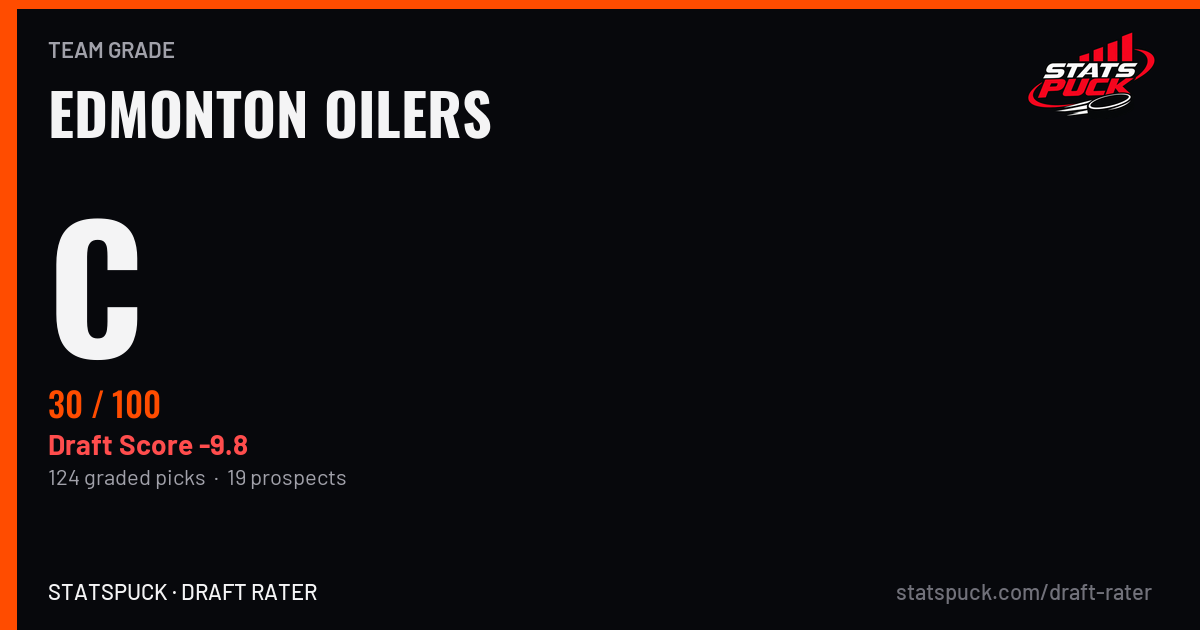 TEAM GRADE
STATS
PUCK
EDMONTON OILERS
C
30 / 100
Draft Score -9.8
124 graded picks · 19 prospects
STATSPUCK · DRAFT RATER
statspuck.com/draft-rater